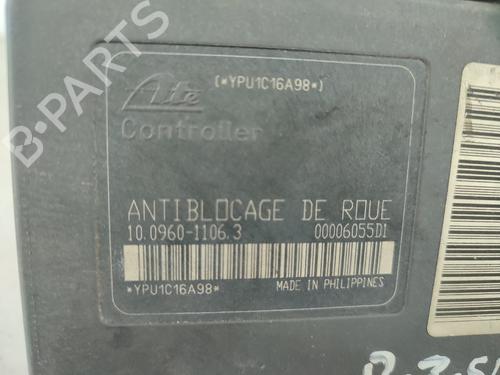 (*YPU1C16A98*)
Ate
Controller
ANTIBLOCAGE DE ROUE
10.0960-1106.3 00006055D1
*YPU1C16A98* MADE IN PHILIPPINES
B-PARTS